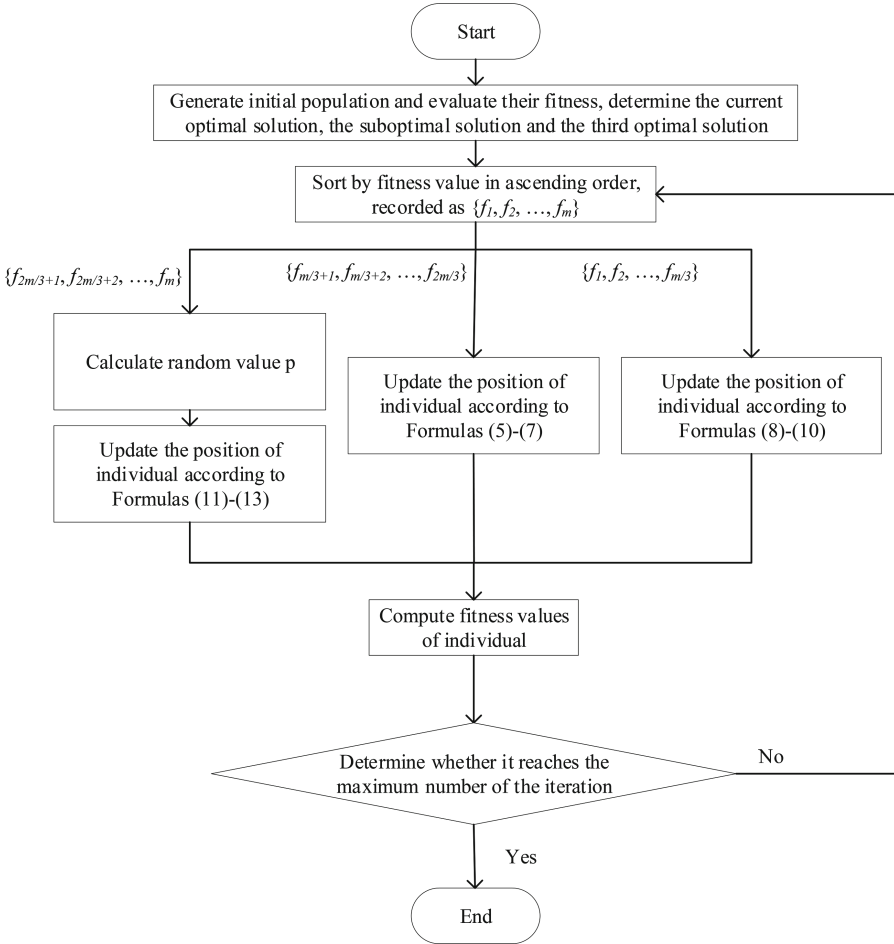 Start
Generate initial population and evaluate their fitness, determine the current
optimal solution, the suboptimal solution and the third optimal solution
Sort by fitness value in ascending order,
recorded as {f1, f2, …, fm}
{f2m/3+1, f2m/3+2, …, fm}
{fm/3+1, fm/3+2, …, f2m/3}
{f1, f2, …, fm/3}
Calculate random value p
Update the position of
individual according to
Formulas (11)-(13)
Update the position of
individual according to
Formulas (5)-(7)
Update the position of
individual according to
Formulas (8)-(10)
Compute fitness values
of individual
Determine whether it reaches the
maximum number of the iteration
No
Yes
End